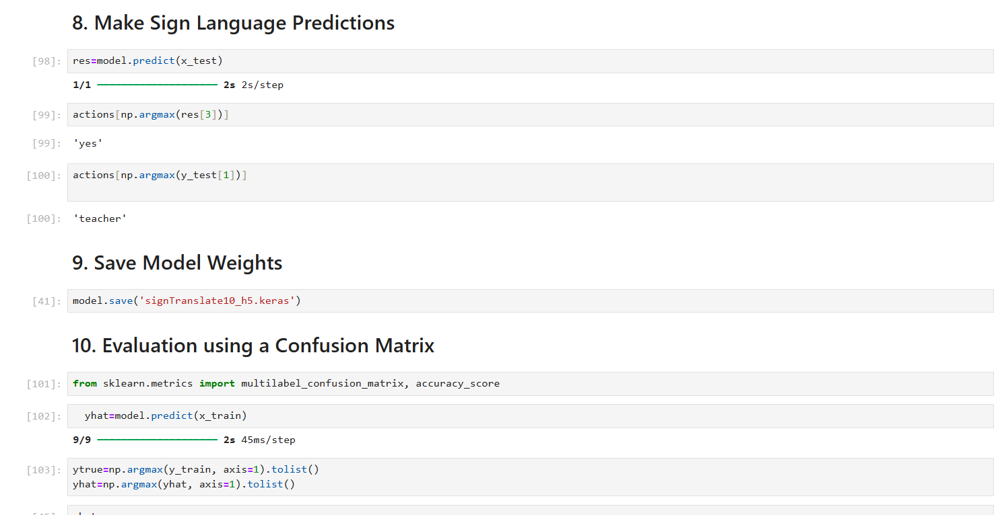 8. Make Sign Language Predictions
[98]: res=model.predict(x_test)
1/1 ──────────────────── 2s 2s/step
[99]: actions[np.argmax(res[3])]
[99]: 'yes'
[100]: actions[np.argmax(y_test[1])]
[100]: 'teacher'
9. Save Model Weights
[41]: model.save('signTranslate10_h5.keras')
10. Evaluation using a Confusion Matrix
[101]: from sklearn.metrics import multilabel_confusion_matrix, accuracy_score
[102]: yhat=model.predict(x_train)
9/9 ──────────────────── 2s 45ms/step
[103]: ytrue=np.argmax(y_train, axis=1).tolist()
yhat=np.argmax(yhat, axis=1).tolist()